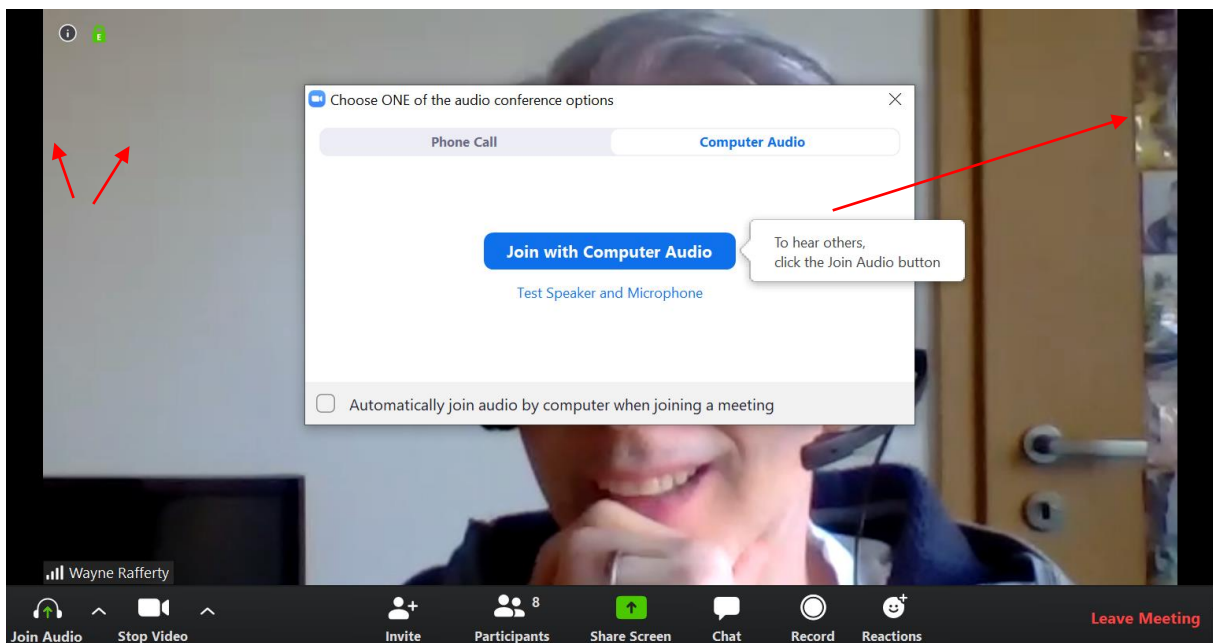 E
Choose ONE of the audio conference options
Phone Call
Computer Audio
Join with Computer Audio
To hear others,
click the Join Audio button
Test Speaker and Microphone
Automatically join audio by computer when joining a meeting
Wayne Rafferty
8
Join Audio
Stop Video
Invite
Participants
Share Screen
Chat
Record
Reactions
Leave Meeting